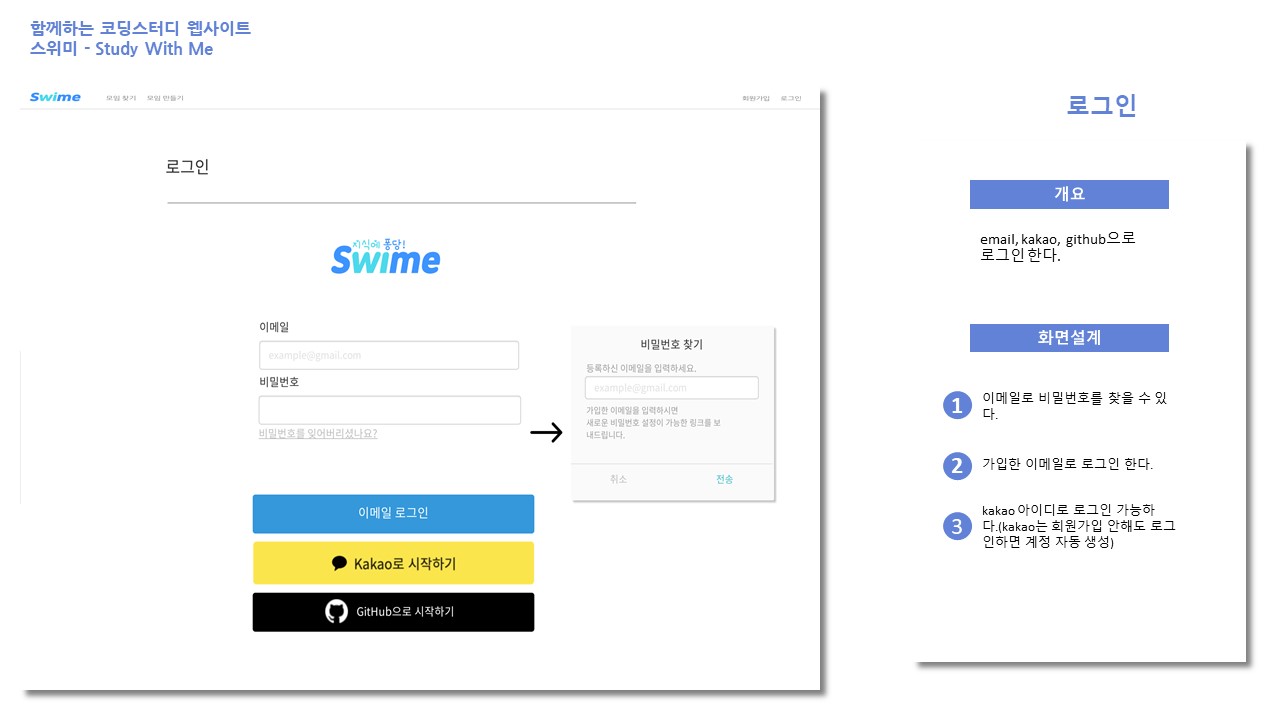 함께하는 코딩스터디 웹사이트
스위미 - Study With Me
Swime 모임 찾기 모임 만들기 회원가입 로그인
로그인
지식에 퐁당!
Swime
이메일
example@gmail.com
비밀번호
비밀번호를 잊어버리셨나요?
비밀번호 찾기
등록하신 이메일을 입력하세요.
example@gmail.com
가입한 이메일을 입력하시면
새로운 비밀번호 설정이 가능한 링크를 보
내드립니다.
취소 전송
이메일 로그인
Kakao로 시작하기
GitHub으로 시작하기
로그인
개요
email, kakao, github으로
로그인 한다.
화면설계
1 이메일로 비밀번호를 찾을 수 있
다.
2 가입한 이메일로 로그인 한다.
3 kakao 아이디로 로그인 가능하
다.(kakao는 회원가입 안해도 로그
인하면 계정 자동 생성)